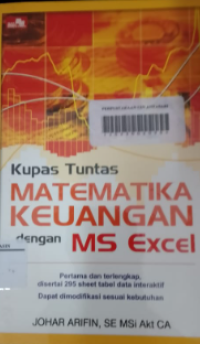 Kupas Tuntas
MATEMATIKA
KEUANGAN
dengan MS Excel
Pertama dan terlengkap,
disertai 295 sheet tabel data interaktif
Dapat dimodifikasi sesuai kebutuhan
JOHAR ARIFIN, SE MSi Akt CA